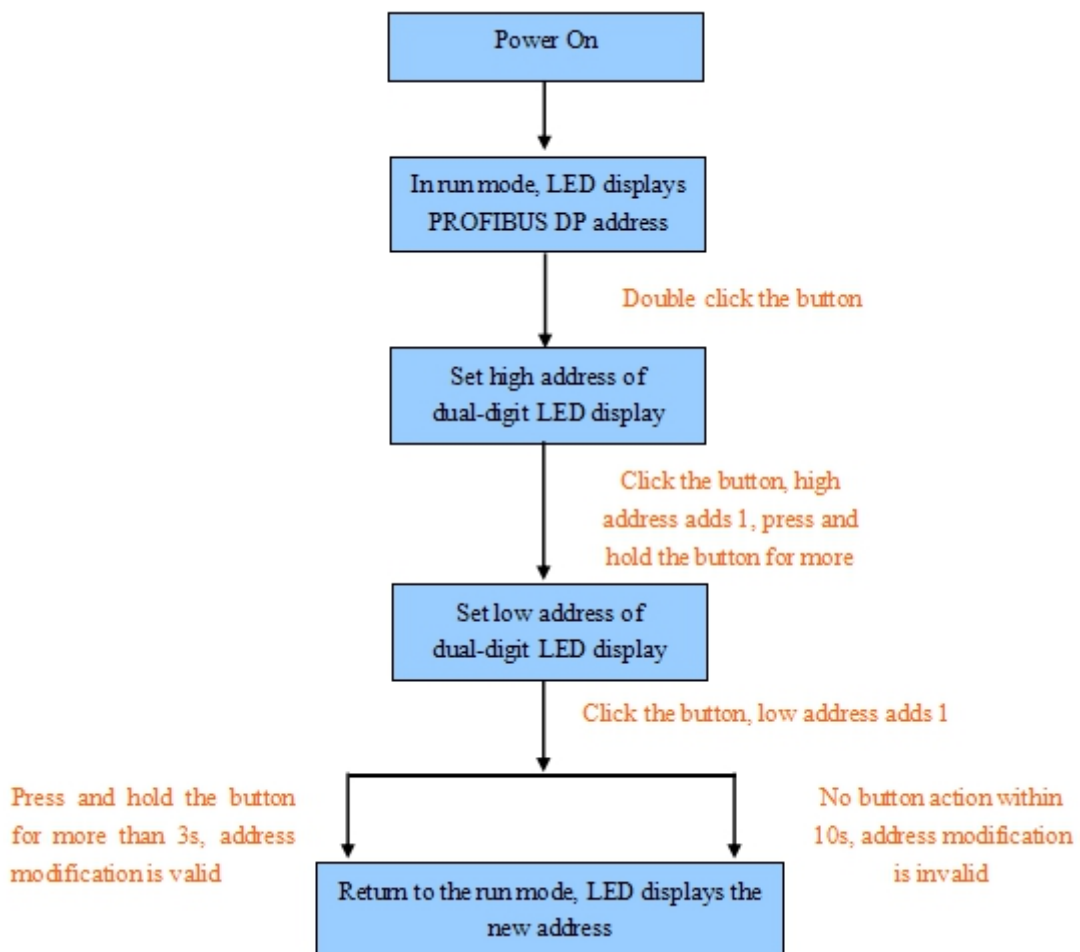 Power On
In run mode, LED displays
PROFIBUS DP address
Double click the button
Set high address of
dual-digit LED display
Click the button, high
address adds 1, press and
hold the button for more
Set low address of
dual-digit LED display
Click the button, low address adds 1
Press and hold the button
for more than 3s, address
modification is valid
No button action within
10s, address modification
is invalid
Return to the run mode, LED displays the
new address